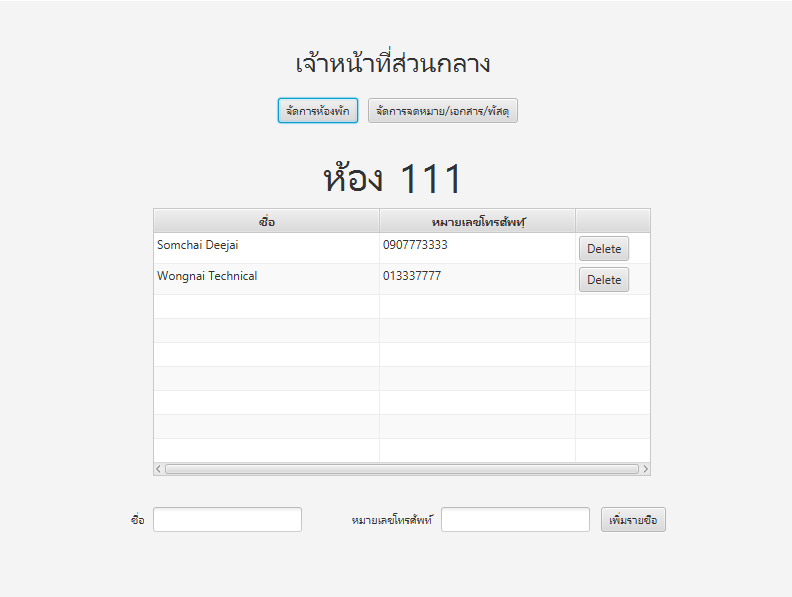 เจ้าหน้าที่ส่วนกลาง
จัดการห้องพัก จัดการจดหมาย/เอกสาร/พัสดุ
ห้อง 111
ชื่อ หมายเลขโทรศัพท์
Somchai Deejai 0907773333 Delete
Wongnai Technical 013337777 Delete
ชื่อ หมายเลขโทรศัพท์ เพิ่มรายชื่อ